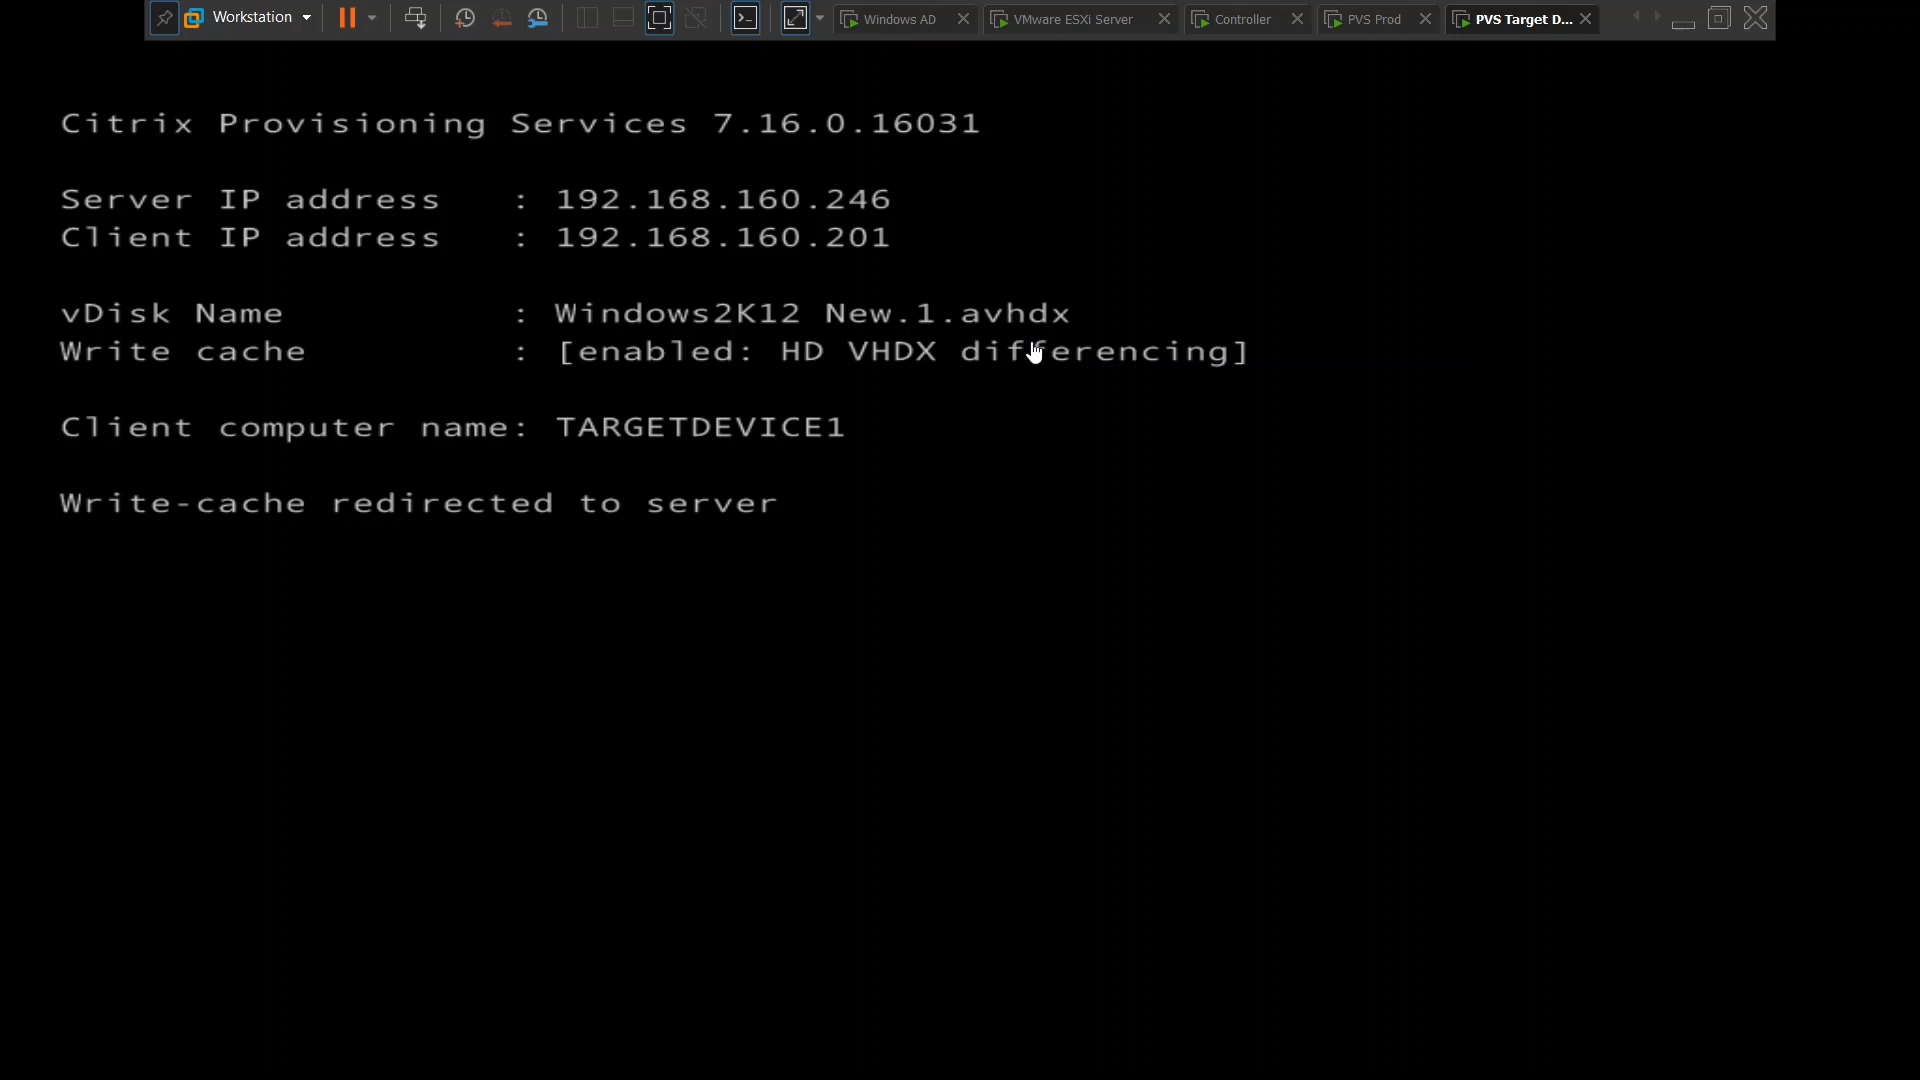 Workstation
Windows AD
VMware ESXi Server
Controller
PVS Prod
PVS Target D...
Citrix Provisioning Services 7.16.0.16031
Server IP address : 192.168.160.246
Client IP address : 192.168.160.201
vDisk Name : Windows2K12 New.1.avhdx
Write cache : [enabled: HD VHDX differencing]
Client computer name: TARGETDEVICE1
Write-cache redirected to server